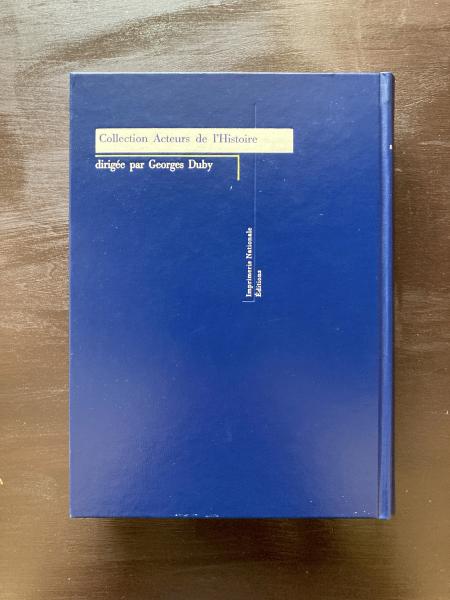 Collection Acteurs de l'Histoire
dirigée par Georges Duby
Imprimerie Nationale
Éditions